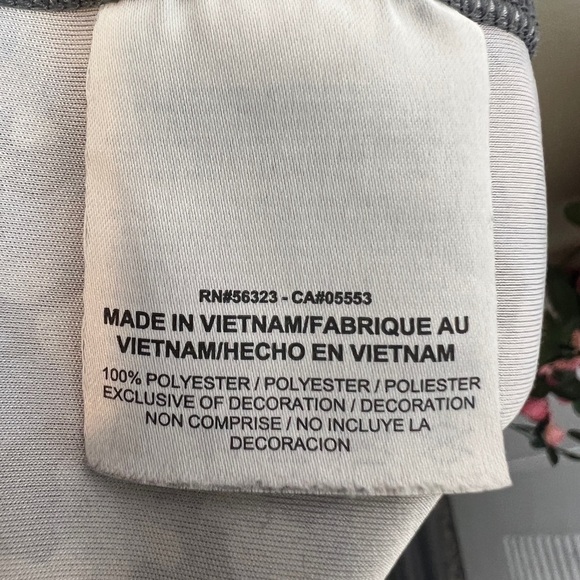 RN#56323 - CA#05553
MADE IN VIETNAM/FABRIQUE AU
VIETNAM/HECHO EN VIETNAM
100% POLYESTER / POLYESTER / POLIESTER
EXCLUSIVE OF DECORATION / DECORATION
NON COMPRISE / NO INCLUYE LA
DECORACION